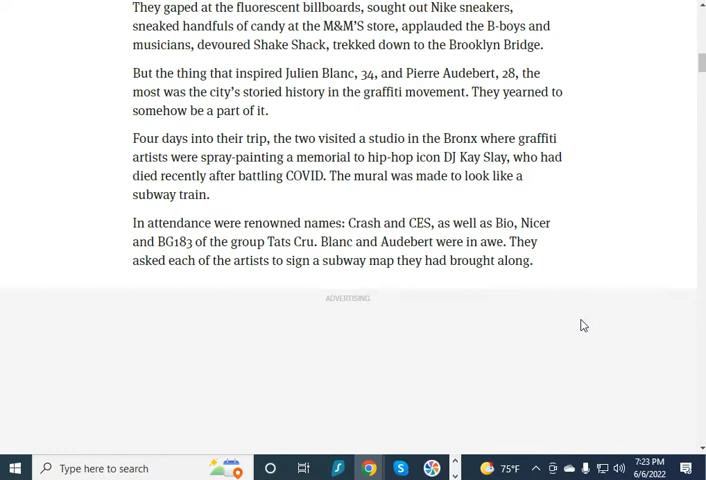 They gaped at the fluorescent billboards, sought out Nike sneakers,
sneaked handfuls of candy at the M&M'S store, applauded the B-boys and
musicians, devoured Shake Shack, trekked down to the Brooklyn Bridge.
But the thing that inspired Julien Blanc, 34, and Pierre Audebert, 28, the
most was the city's storied history in the graffiti movement. They yearned to
somehow be a part of it.
Four days into their trip, the two visited a studio in the Bronx where graffiti
artists were spray-painting a memorial to hip-hop icon DJ Kay Slay, who had
died recently after battling COVID. The mural was made to look like a
subway train.
In attendance were renowned names: Crash and CES, as well as Bio, Nicer
and BG183 of the group Tats Cru. Blanc and Audebert were in awe. They
asked each of the artists to sign a subway map they had brought along.
ADVERTISING
Type here to search
75°F
7:23 PM
6/6/2022